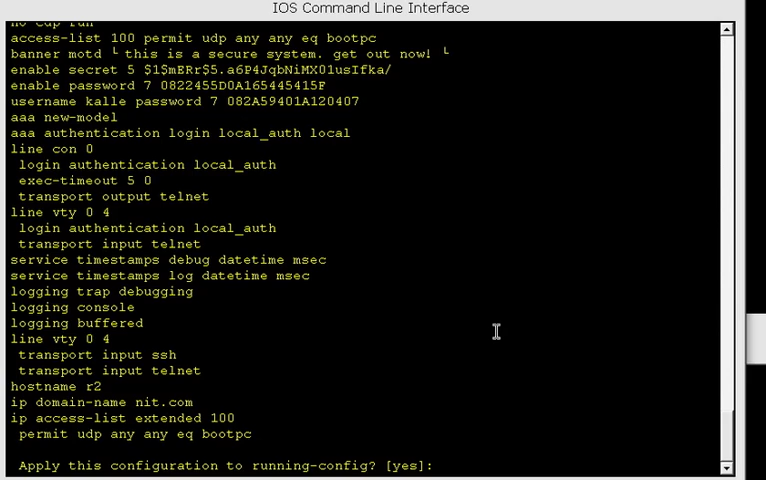 IOS Command Line Interface
no cdp run
access-list 100 permit udp any any eq bootpc
banner motd └ this is a secure system. get out now! └
enable secret 5 $1$mERr$5.a6P4JqbNiMX01usIfka/
enable password 7 0822455D0A165445415F
username kalle password 7 082A59401A120407
aaa new-model
aaa authentication login local_auth local
line con 0
 login authentication local_auth
 exec-timeout 5 0
 transport output telnet
line vty 0 4
 login authentication local_auth
 transport input telnet
service timestamps debug datetime msec
service timestamps log datetime msec
logging trap debugging
logging console
logging buffered
line vty 0 4
 transport input ssh
 transport input telnet
hostname r2
ip domain-name nit.com
ip access-list extended 100
 permit udp any any eq bootpc
 Apply this configuration to running-config? [yes]: